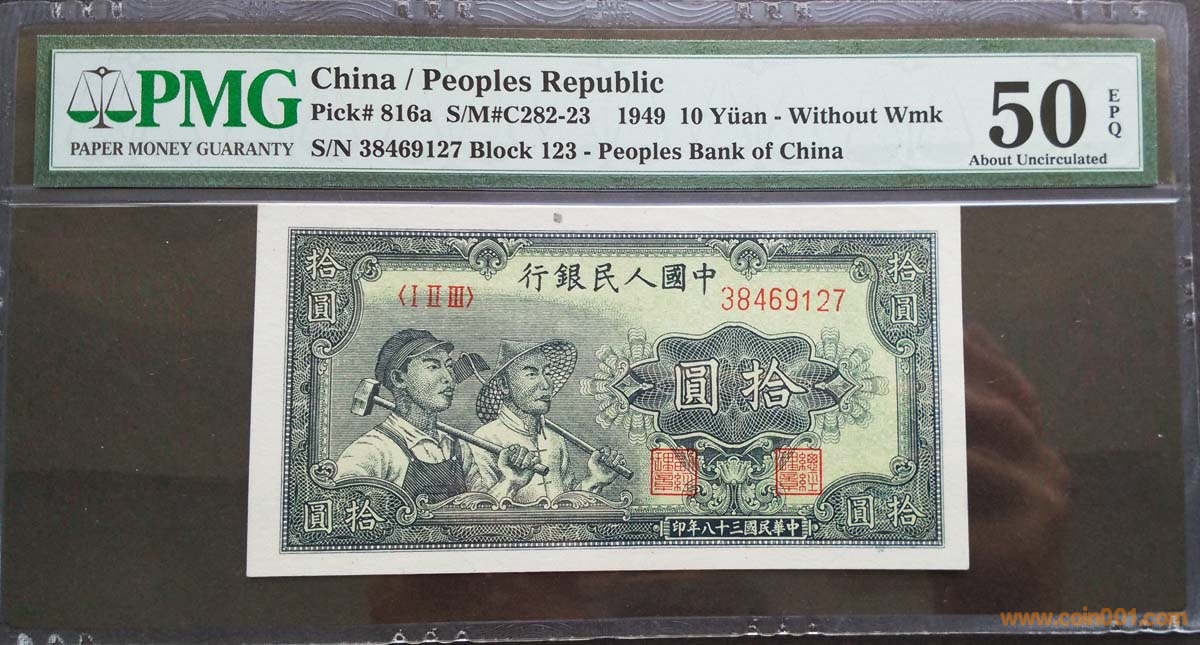 PMG
PAPER MONEY GUARANTY
China / Peoples Republic
Pick# 816a S/M#C282-23 1949 10 Yüan - Without Wmk
S/N 38469127 Block 123 - Peoples Bank of China
50
EPQ
About Uncirculated
拾圓
行銀民人國中
拾圓
〈I II III〉
38469127
圓拾
圓拾
印年八十三國民華中
圓拾
www.coin001.com